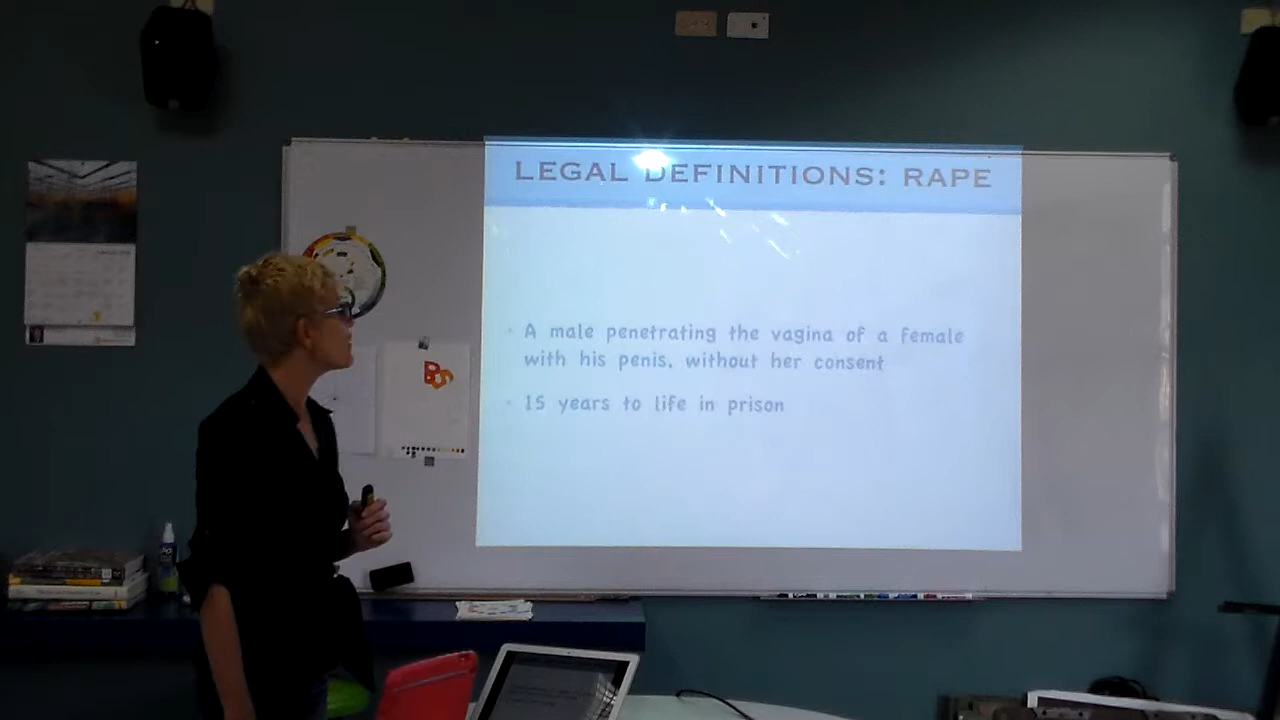 LEGAL DEFINITIONS: RAPE
A male penetrating the vagina of a female
with his penis, without her consent
15 years to life in prison
BOS